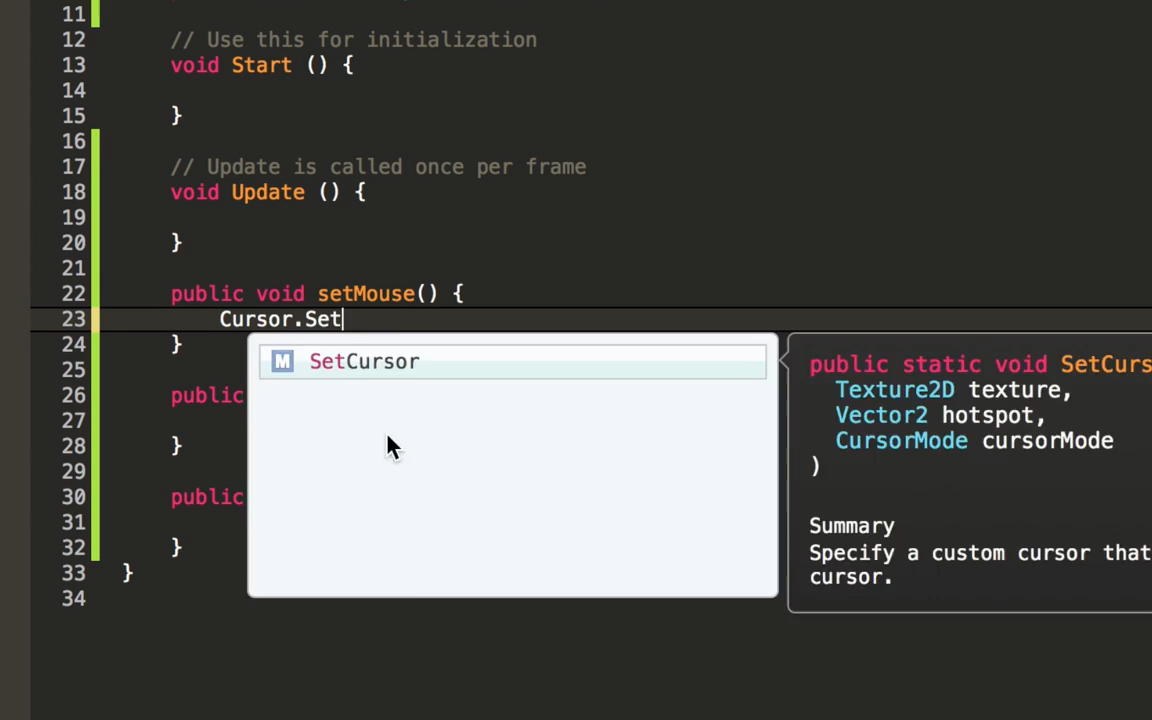 11
12 // Use this for initialization
13 void Start () {
14
15 }
16
17 // Update is called once per frame
18 void Update () {
19
20 }
21
22 public void setMouse() {
23 Cursor.Set
24 }
25
26 public
27
28 }
29
30 public
31
32 }
33 }
34
M SetCursor
public static void SetCurs
Texture2D texture,
Vector2 hotspot,
CursorMode cursorMode
)
Summary
Specify a custom cursor that
cursor.